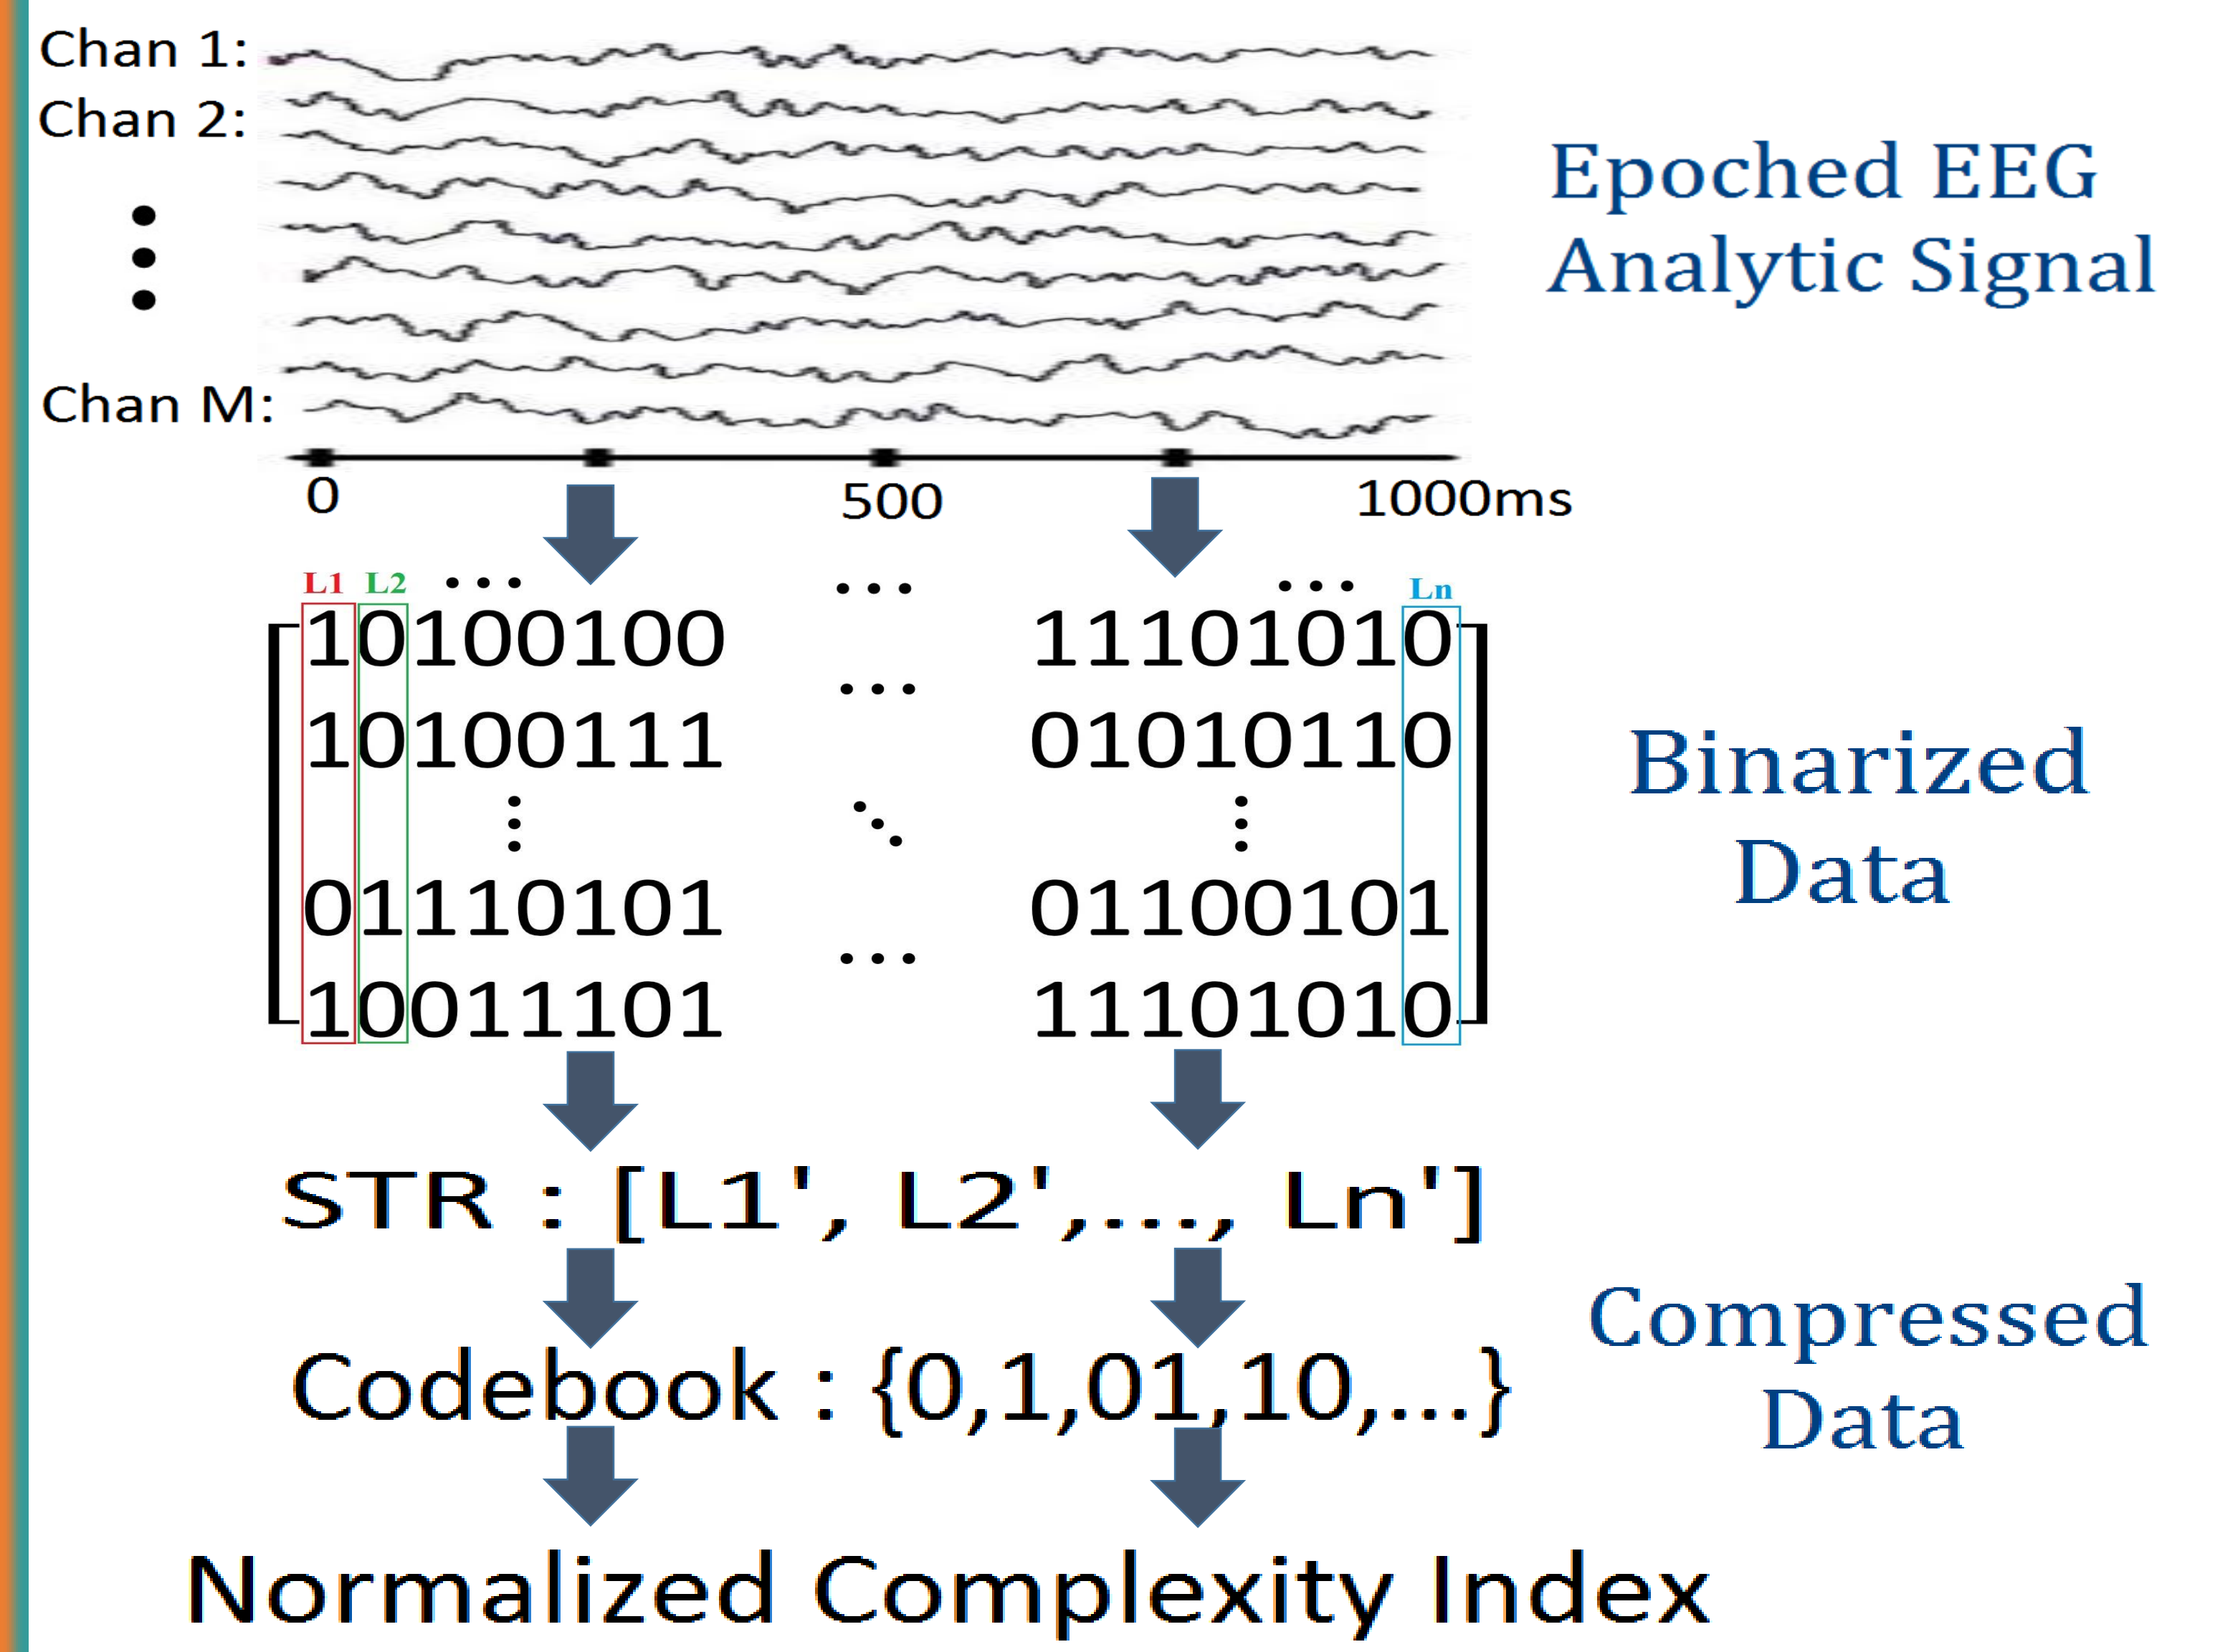 Chan 1:
Chan 2:
Chan M:
Epoched EEG
Analytic Signal
0 500 1000ms
L1 L2 ... ... ... Ln
10100100 11101010
...
10100111 01010110
01110101 01100101
...
10011101 11101010
Binarized
Data
STR : [L1', L2',..., Ln']
Codebook : {0,1,01,10,...}
Compressed
Data
Normalized Complexity Index